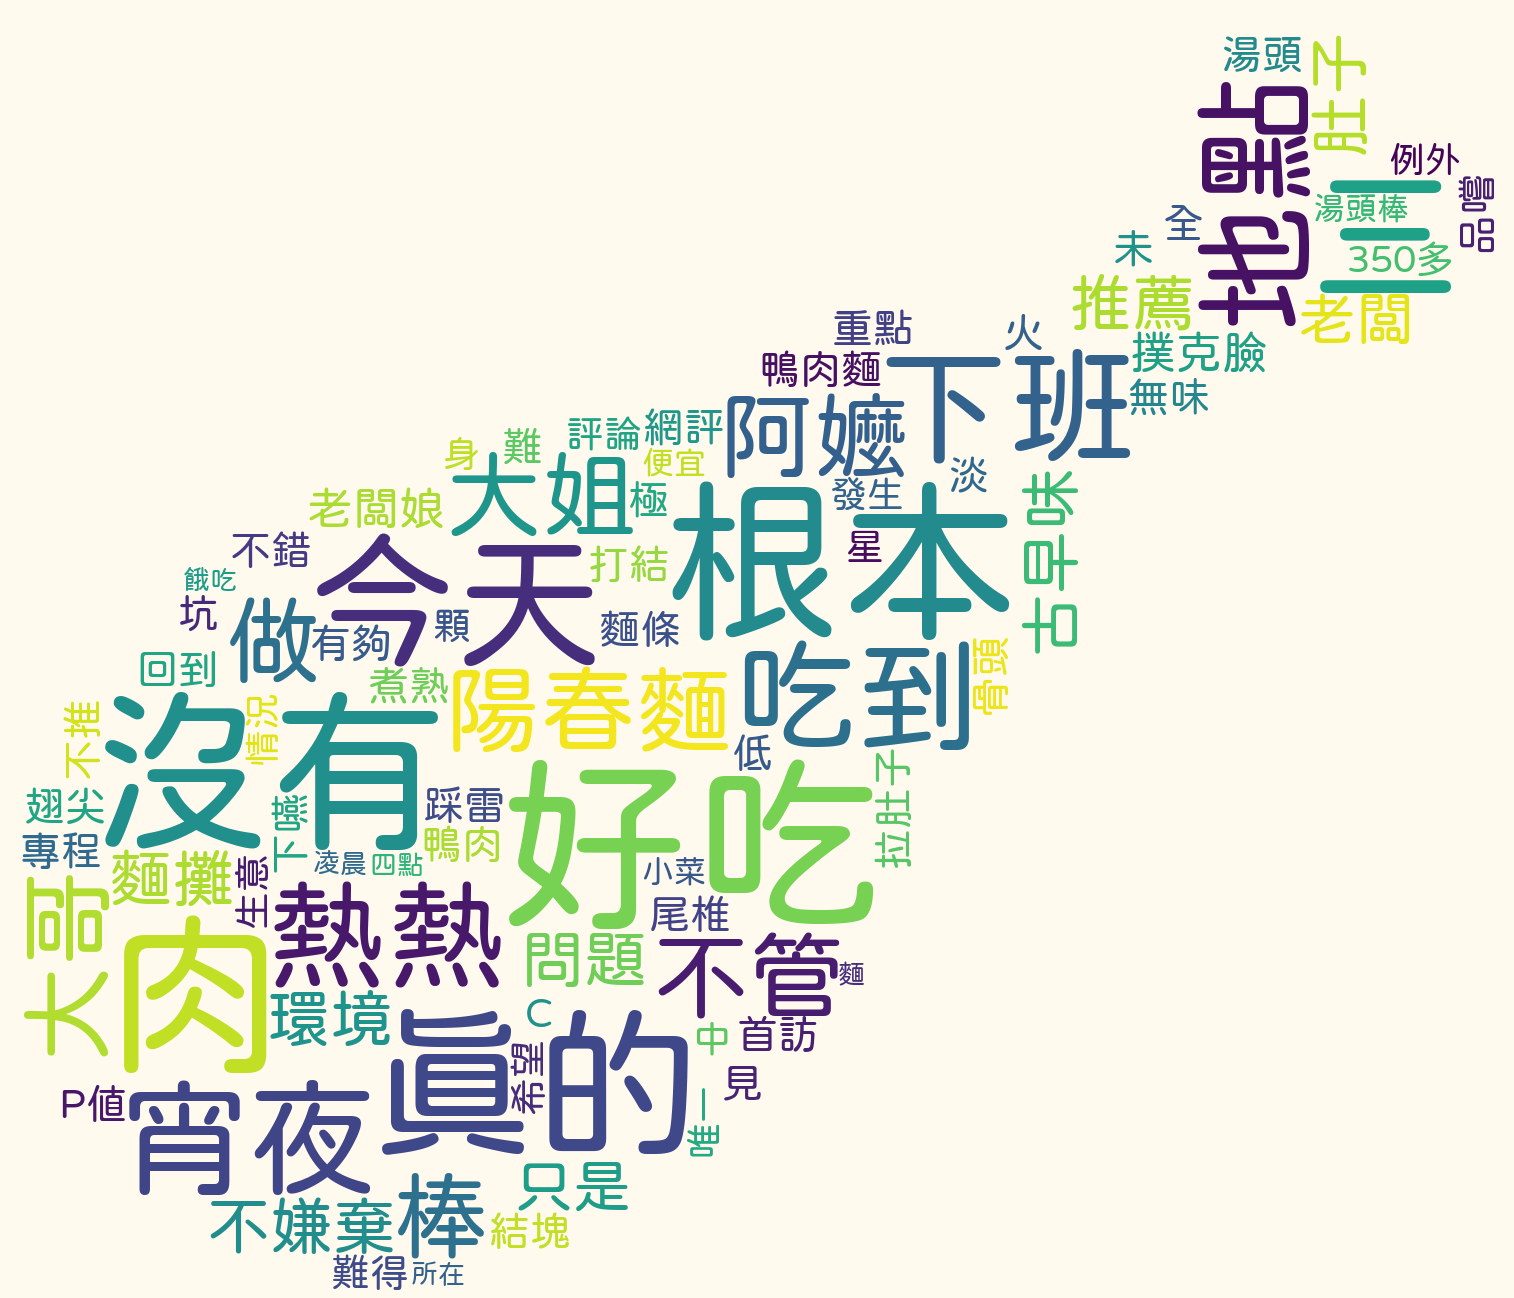 湯頭
肚子
地點
例外
品嚐
三
湯頭棒
350多
全
未
推薦
老闆
重點
火
撲克臉
鴨肉麵
下班
無味
阿嬤
評論
網評
便宜
身
難
大姐
極
發生
淡
古早味
老闆娘
根本
星
不錯
今天
打結
餓吃
坑
做
有夠
顆
麵條
回到
煮熟
陽春麵
吃到
骨頭
不推
情況
沒有
低
拉肚子
翅尖
下嚥
踩雷
好吃
專程
鴨肉
麵攤
生意
凌晨
四點
小菜
大哥
熱熱
尾椎
肉
問題
不管
麵
環境
C
中
首訪
真的
希望
見
P值
宵夜
唯一
只是
不嫌棄
棒
結塊
難得
所在